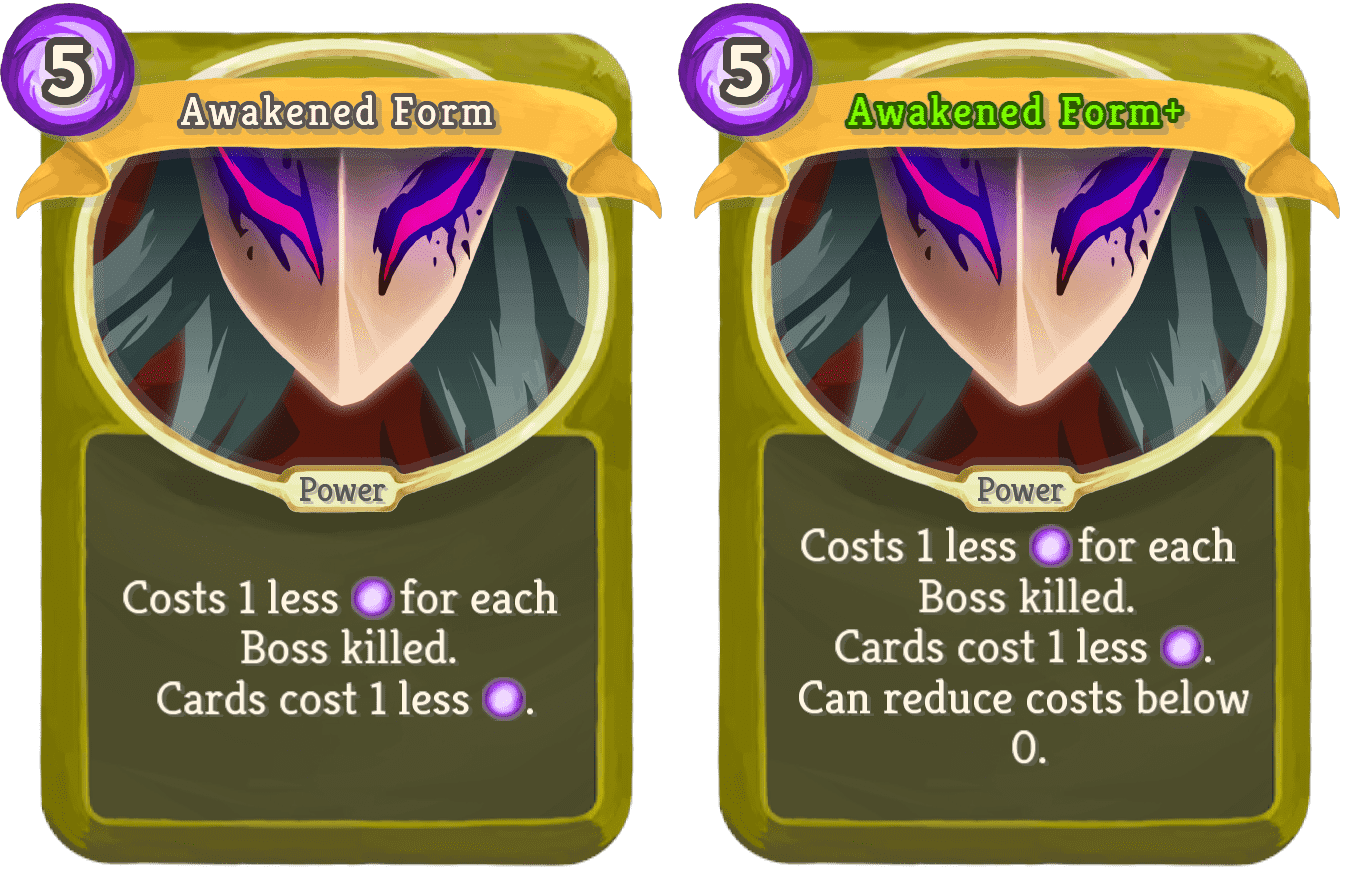 5
Awakened Form
Power
Costs 1 less for each
Boss killed.
Cards cost 1 less .
5
Awakened Form+
Power
Costs 1 less for each
Boss killed.
Cards cost 1 less .
Can reduce costs below
0.